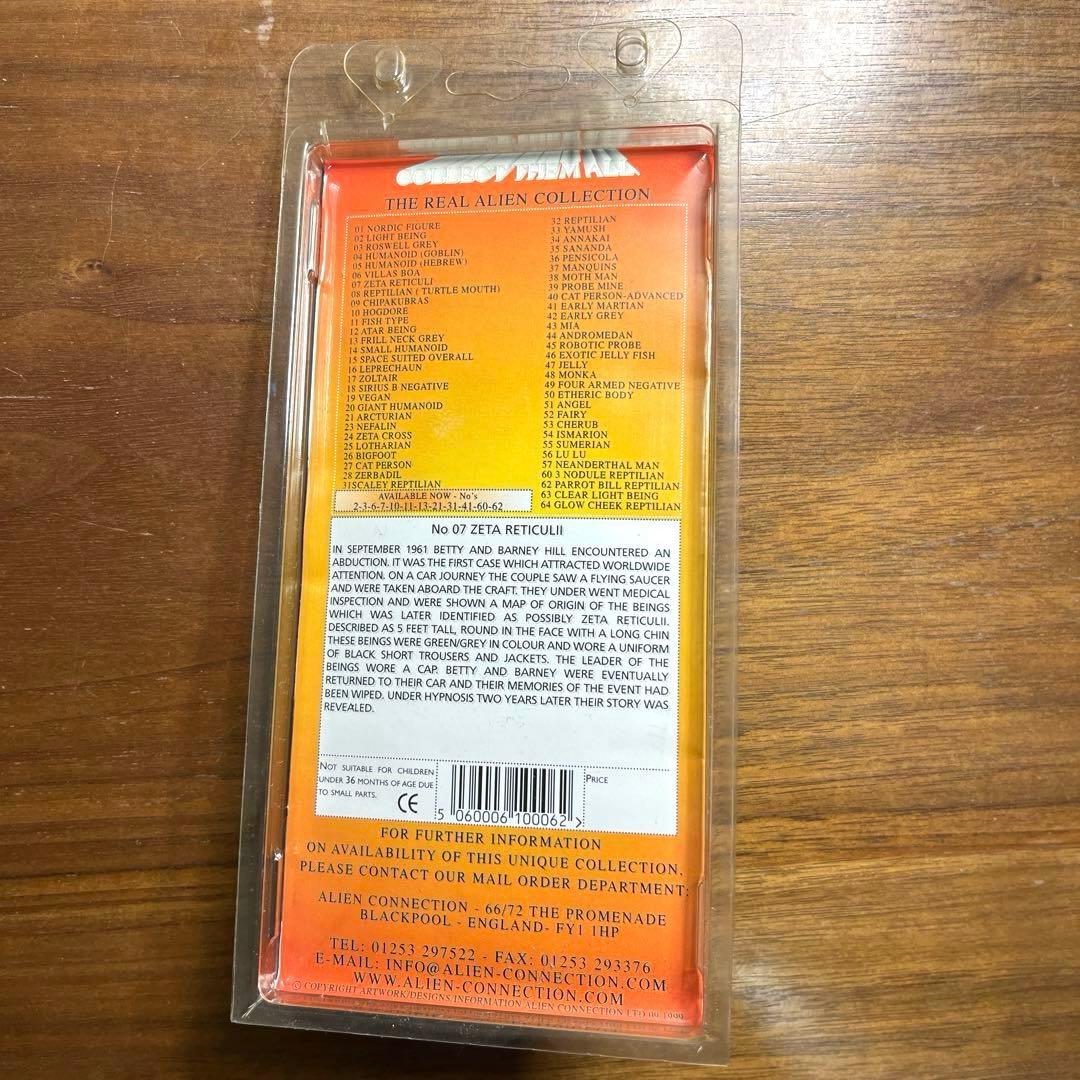 COLLECT THEM ALL
THE REAL ALIEN COLLECTION
01 NORDIC FIGURE
02 LIGHT BEING
03 ROSWELL GREY
04 HUMANOID (GOBLIN)
05 HUMANOID (HEBREW)
06 VILLAS BOA
07 ZETA RETICULI
08 REPTILIAN ( TURTLE MOUTH)
09 CHIPAKUBRAS
10 HOGDORE
11 FISH TYPE
12 ATAR BEING
13 FRILL NECK GREY
14 SMALL HUMANOID
15 SPACE SUITED OVERALL
16 LEPRECHAUN
17 ZOLTAIR
18 SIRIUS B NEGATIVE
19 VEGAN
20 GIANT HUMANOID
21 ARCTURIAN
23 NEFALIN
24 ZETA CROSS
25 LOTHARIAN
26 BIGFOOT
27 CAT PERSON
28 ZERBADIL
31SCALEY REPTILIAN
32 REPTILIAN
33 YAMUSH
34 ANNAKAI
35 SANANDA
36 PENSICOLA
37 MANQUINS
38 MOTH MAN
39 PROBE MINE
40 CAT PERSON-ADVANCED
41 EARLY MARTIAN
42 EARLY GREY
43 MIA
44 ANDROMEDAN
45 ROBOTIC PROBE
46 EXOTIC JELLY FISH
47 JELLY
48 MONKA
49 FOUR ARMED NEGATIVE
50 ETHERIC BODY
51 ANGEL
52 FAIRY
53 CHERUB
54 ISMARION
55 SUMERIAN
56 LU LU
57 NEANDERTHAL MAN
60 3 NODULE REPTILIAN
62 PARROT BILL REPTILIAN
63 CLEAR LIGHT BEING
64 GLOW CHEEK REPTILIAN
AVAILABLE NOW - No's
2-3-6-7-10-11-13-21-31-41-60-62
No 07 ZETA RETICULII
IN SEPTEMBER 1961 BETTY AND BARNEY HILL ENCOUNTERED AN
ABDUCTION. IT WAS THE FIRST CASE WHICH ATTRACTED WORLDWIDE
ATTENTION. ON A CAR JOURNEY THE COUPLE SAW A FLYING SAUCER
AND WERE TAKEN ABOARD THE CRAFT. THEY UNDER WENT MEDICAL
INSPECTION AND WERE SHOWN A MAP OF ORIGIN OF THE BEINGS
WHICH WAS LATER IDENTIFIED AS POSSIBLY ZETA RETICULII.
DESCRIBED AS 5 FEET TALL, ROUND IN THE FACE WITH A LONG CHIN
THESE BEINGS WERE GREEN/GREY IN COLOUR AND WORE A UNIFORM
OF BLACK SHORT TROUSERS AND JACKETS. THE LEADER OF THE
BEINGS WORE A CAP. BETTY AND BARNEY WERE EVENTUALLY
RETURNED TO THEIR CAR AND THEIR MEMORIES OF THE EVENT HAD
BEEN WIPED. UNDER HYPNOSIS TWO YEARS LATER THEIR STORY WAS
REVEALED.
NOT SUITABLE FOR CHILDREN
UNDER 36 MONTHS OF AGE DUE
TO SMALL PARTS.
CE
5 060006 100062 >
PRICE
FOR FURTHER INFORMATION
ON AVAILABILITY OF THIS UNIQUE COLLECTION,
PLEASE CONTACT OUR MAIL ORDER DEPARTMENT:
ALIEN CONNECTION - 66/72 THE PROMENADE
BLACKPOOL - ENGLAND- FY1 1HP
TEL: 01253 297522 - FAX: 01253 293376
E-MAIL: INFO@ALIEN-CONNECTION.COM
WWW.ALIEN-CONNECTION.COM
© COPYRIGHT ARTWORK/DESIGNS/INFORMATION ALIEN CONNECTION LTD 09 1999